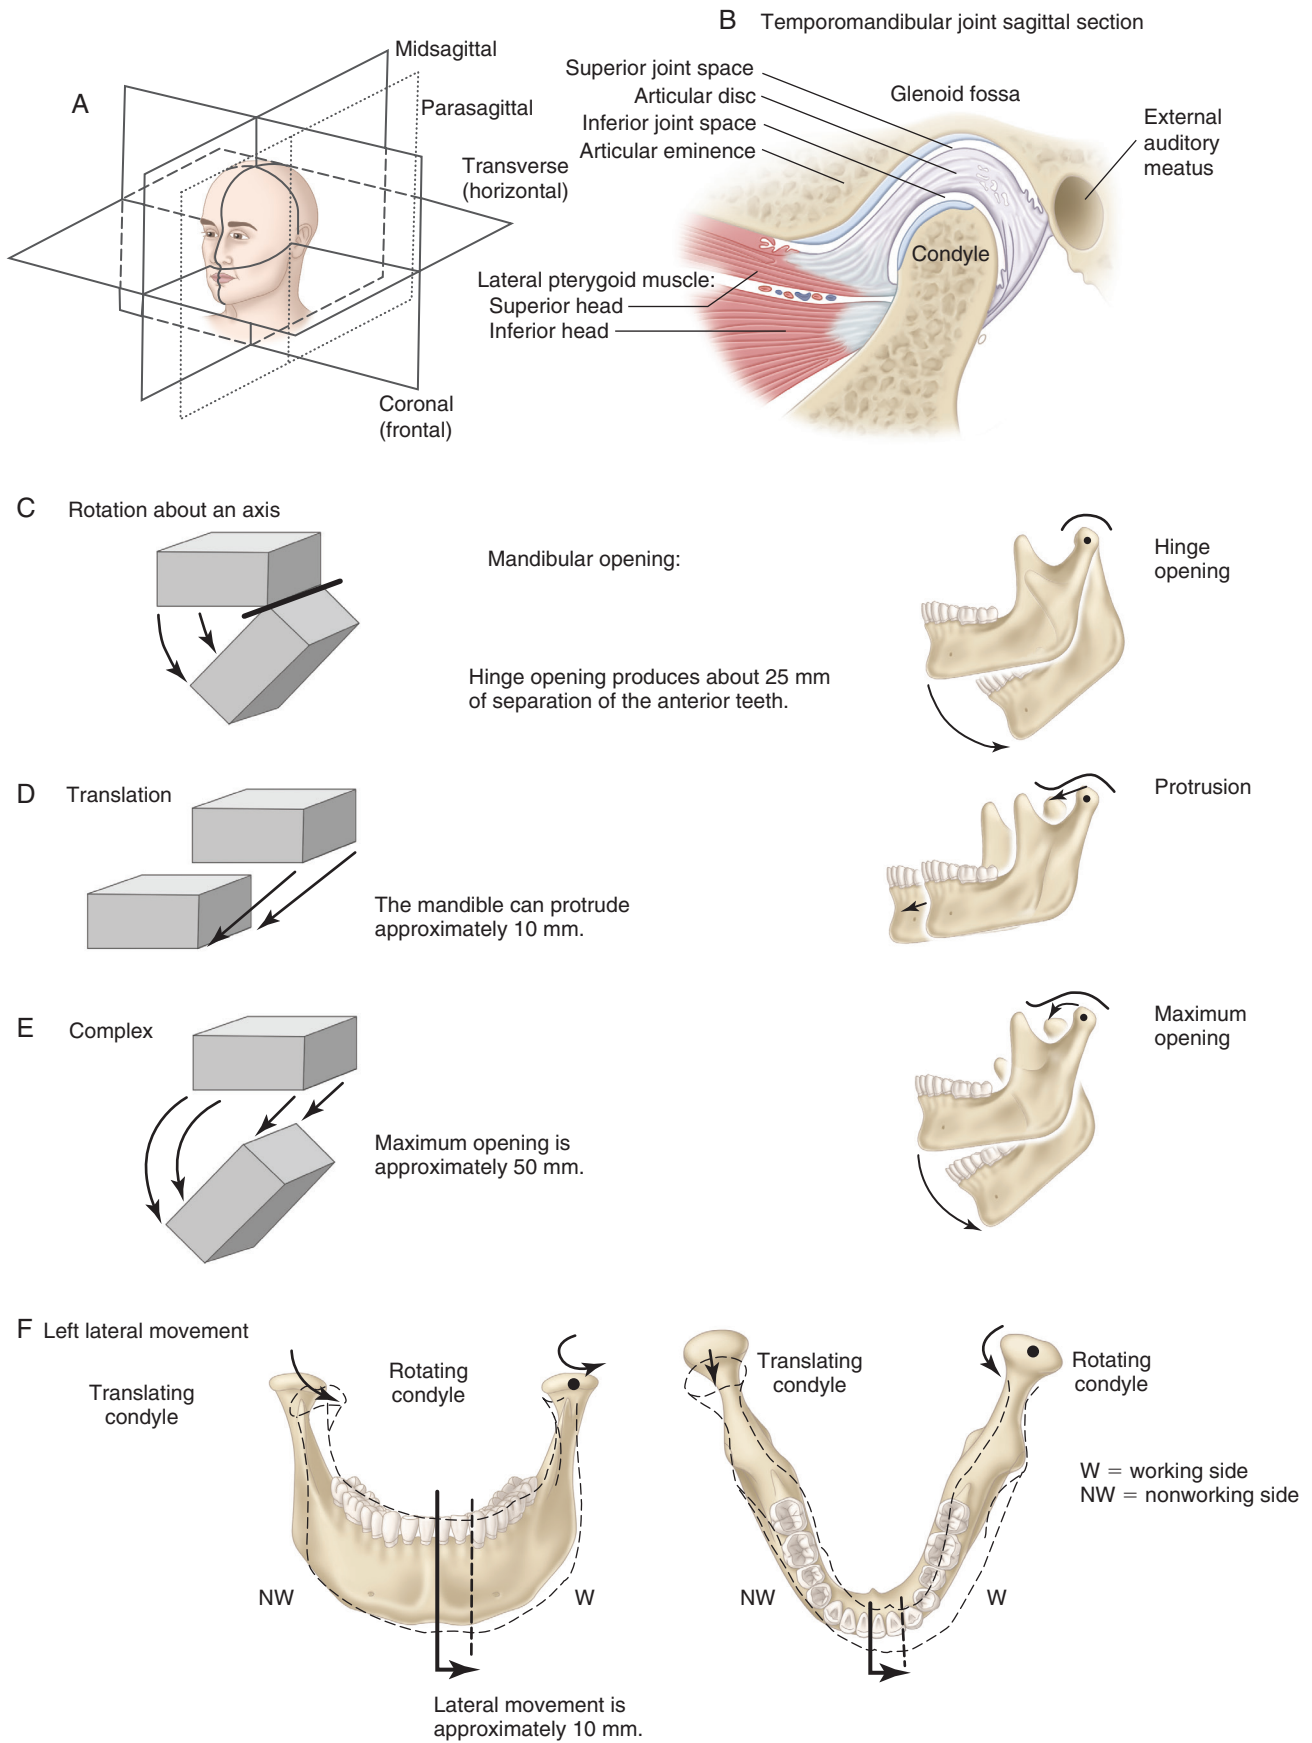 A
Midsagittal
Parasagittal
Transverse
(horizontal)
Coronal
(frontal)
B Temporomandibular joint sagittal section
Superior joint space
Articular disc
Inferior joint space
Articular eminence
Glenoid fossa
External
auditory
meatus
Condyle
Lateral pterygoid muscle:
Superior head
Inferior head
C Rotation about an axis
Mandibular opening:
Hinge opening produces about 25 mm
of separation of the anterior teeth.
Hinge
opening
D Translation
The mandible can protrude
approximately 10 mm.
Protrusion
E Complex
Maximum opening is
approximately 50 mm.
Maximum
opening
F Left lateral movement
Translating
condyle
Rotating
condyle
NW
W
Lateral movement is
approximately 10 mm.
Translating
condyle
Rotating
condyle
NW
W
W = working side
NW = nonworking side